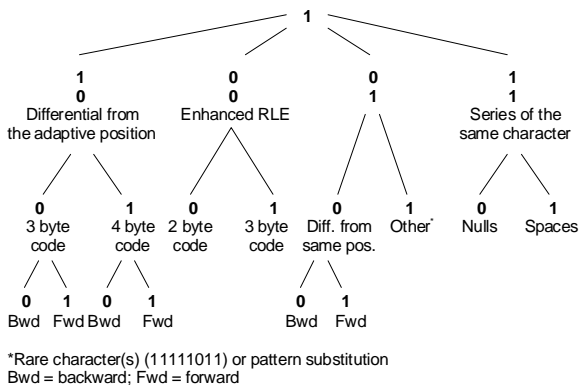 1
1 0 0 1
0 0 1 1
Differential from Enhanced RLE Series of the
the adaptive position same character
0 1 0 1 0 1 0 1
3 byte 4 byte 2 byte 3 byte Diff. from Other* Nulls Spaces
code code code code same pos.
0 1 0 1 0 1
Bwd Fwd Bwd Fwd Bwd Fwd
*Rare character(s) (11111011) or pattern substitution
Bwd = backward; Fwd = forward